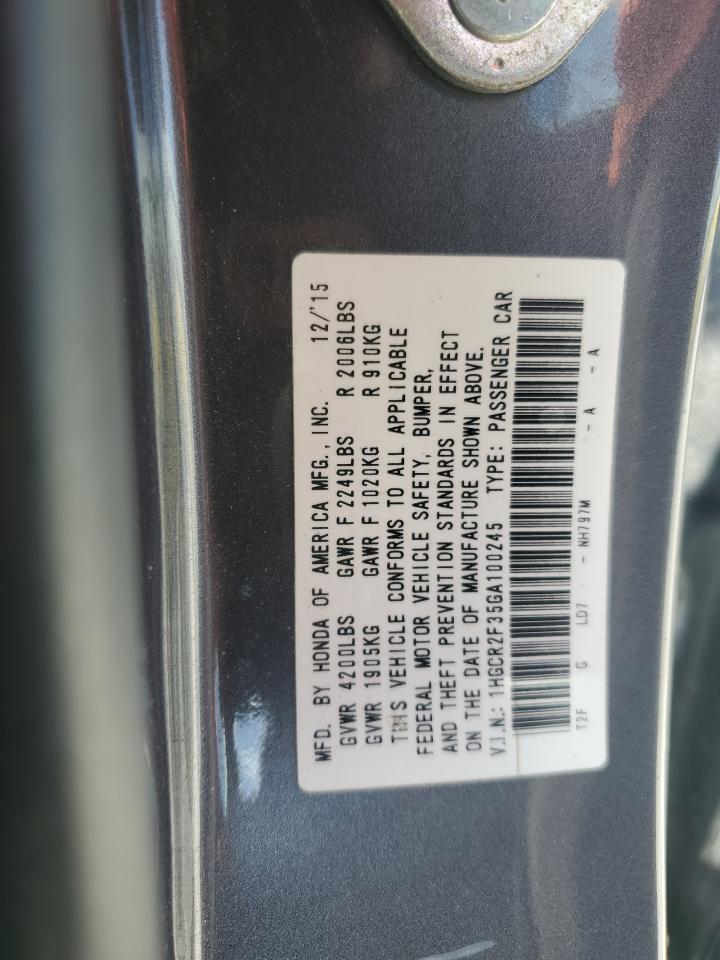 MFD. BY HONDA OF AMERICA MFG., INC. 12/'15
GVWR 4200LBS GAWR F 2249LBS R 2006LBS
GVWR 1905KG GAWR F 1020KG R 910KG
THIS VEHICLE CONFORMS TO ALL APPLICABLE
FEDERAL MOTOR VEHICLE SAFETY, BUMPER,
AND THEFT PREVENTION STANDARDS IN EFFECT
ON THE DATE OF MANUFACTURE SHOWN ABOVE.
V.I.N.: 1HGCR2F35GA100245 TYPE: PASSENGER CAR
T2F G LD7 - NH797M - A - A